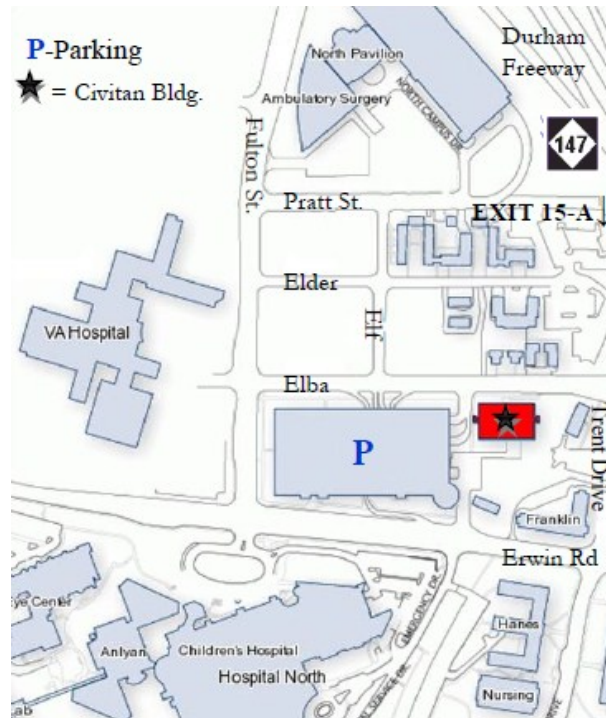 P-Parking
= Civitan Bldg.
North Pavilion
Durham
Freeway
Ambulatory Surgery
NORTH CAMPUS DR.
147
Fulton St.
Pratt St.
EXIT 15-A
Elder
VA Hospital
Elf
Elba
P
Trent Drive
Franklin
Erwin Rd
EMERGENCY DR.
Eye Center
Hanes
Anlyan
Children's Hospital
Hospital North
Nursing